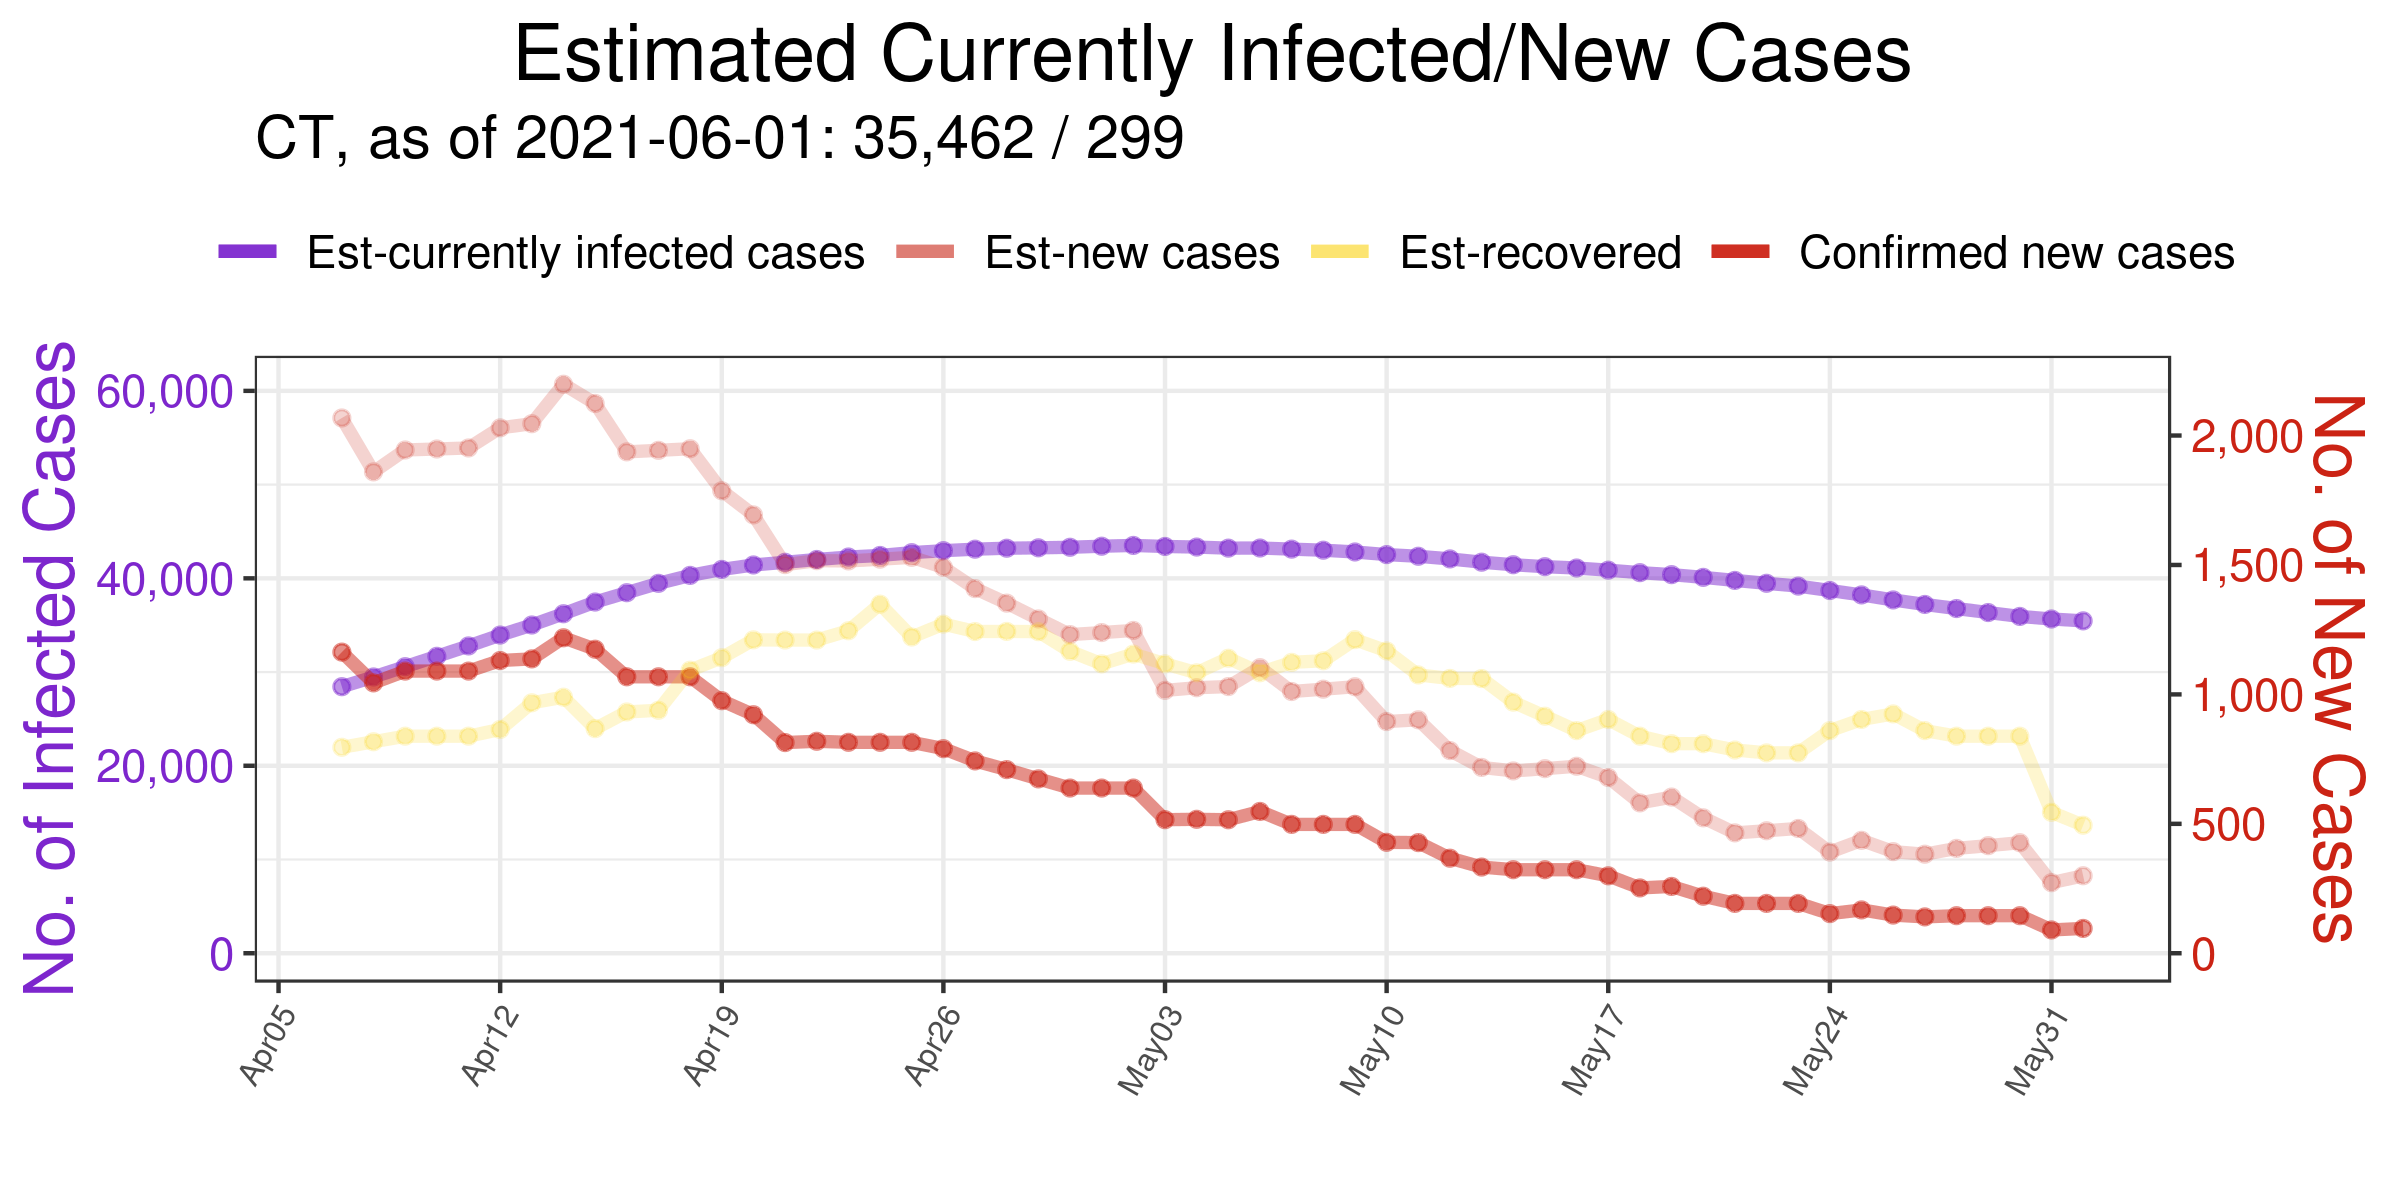 Estimated Currently Infected/New Cases
CT, as of 2021-06-01: 35,462 / 299
Est-currently infected cases Est-new cases Est-recovered Confirmed new cases
No. of Infected Cases
60,000
40,000
20,000
0
2,000
1,500
1,000
500
0
No. of New Cases
Apr05 Apr12 Apr19 Apr26 May03 May10 May17 May24 May31